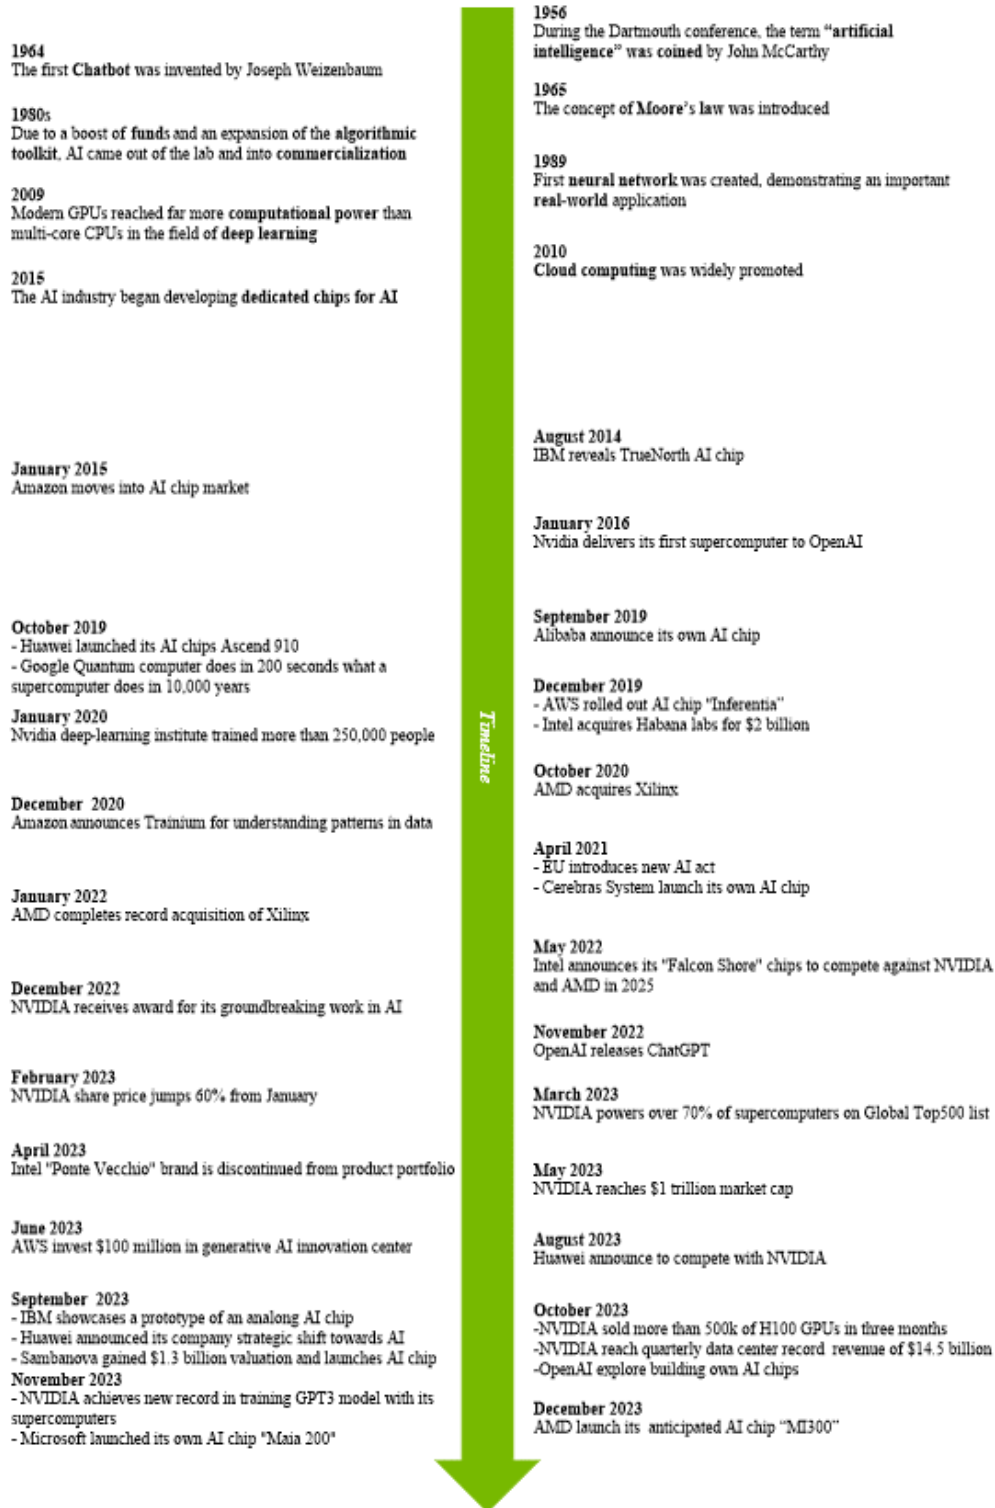 1964
The first Chatbot was invented by Joseph Weizenbaum
1980s
Due to a boost of funds and an expansion of the algorithmic
toolkit, AI came out of the lab and into commercialization
2009
Modern GPUs reached far more computational power than
multi-core CPUs in the field of deep learning
2015
The AI industry began developing dedicated chips for AI
January 2015
Amazon moves into AI chip market
October 2019
- Huawei launched its AI chips Ascend 910
- Google Quantum computer does in 200 seconds what a
supercomputer does in 10,000 years
January 2020
Nvidia deep-learning institute trained more than 250,000 people
December 2020
Amazon announces Trainium for understanding patterns in data
January 2022
AMD completes record acquisition of Xilinx
December 2022
NVIDIA receives award for its groundbreaking work in AI
February 2023
NVIDIA share price jumps 60% from January
April 2023
Intel "Ponte Vecchio" brand is discontinued from product portfolio
June 2023
AWS invest $100 million in generative AI innovation center
September 2023
- IBM showcases a prototype of an analong AI chip
- Huawei announced its company strategic shift towards AI
- Sambanova gained $1.3 billion valuation and launches AI chip
November 2023
- NVIDIA achieves new record in training GPT3 model with its
supercomputers
- Microsoft launched its own AI chip "Maia 200"
Timeline
1956
During the Dartmouth conference, the term “artificial
intelligence” was coined by John McCarthy
1965
The concept of Moore’s law was introduced
1989
First neural network was created, demonstrating an important
real-world application
2010
Cloud computing was widely promoted
August 2014
IBM reveals TrueNorth AI chip
January 2016
Nvidia delivers its first supercomputer to OpenAI
September 2019
Alibaba announce its own AI chip
December 2019
- AWS rolled out AI chip “Inferentia”
- Intel acquires Habana labs for $2 billion
October 2020
AMD acquires Xilinx
April 2021
- EU introduces new AI act
- Cerebras System launch its own AI chip
May 2022
Intel announces its "Falcon Shore" chips to compete against NVIDIA
and AMD in 2025
November 2022
OpenAI releases ChatGPT
March 2023
NVIDIA powers over 70% of supercomputers on Global Top500 list
May 2023
NVIDIA reaches $1 trillion market cap
August 2023
Huawei announce to compete with NVIDIA
October 2023
-NVIDIA sold more than 500k of H100 GPUs in three months
-NVIDIA reach quarterly data center record revenue of $14.5 billion
-OpenAI explore building own AI chips
December 2023
AMD launch its anticipated AI chip “MI300”